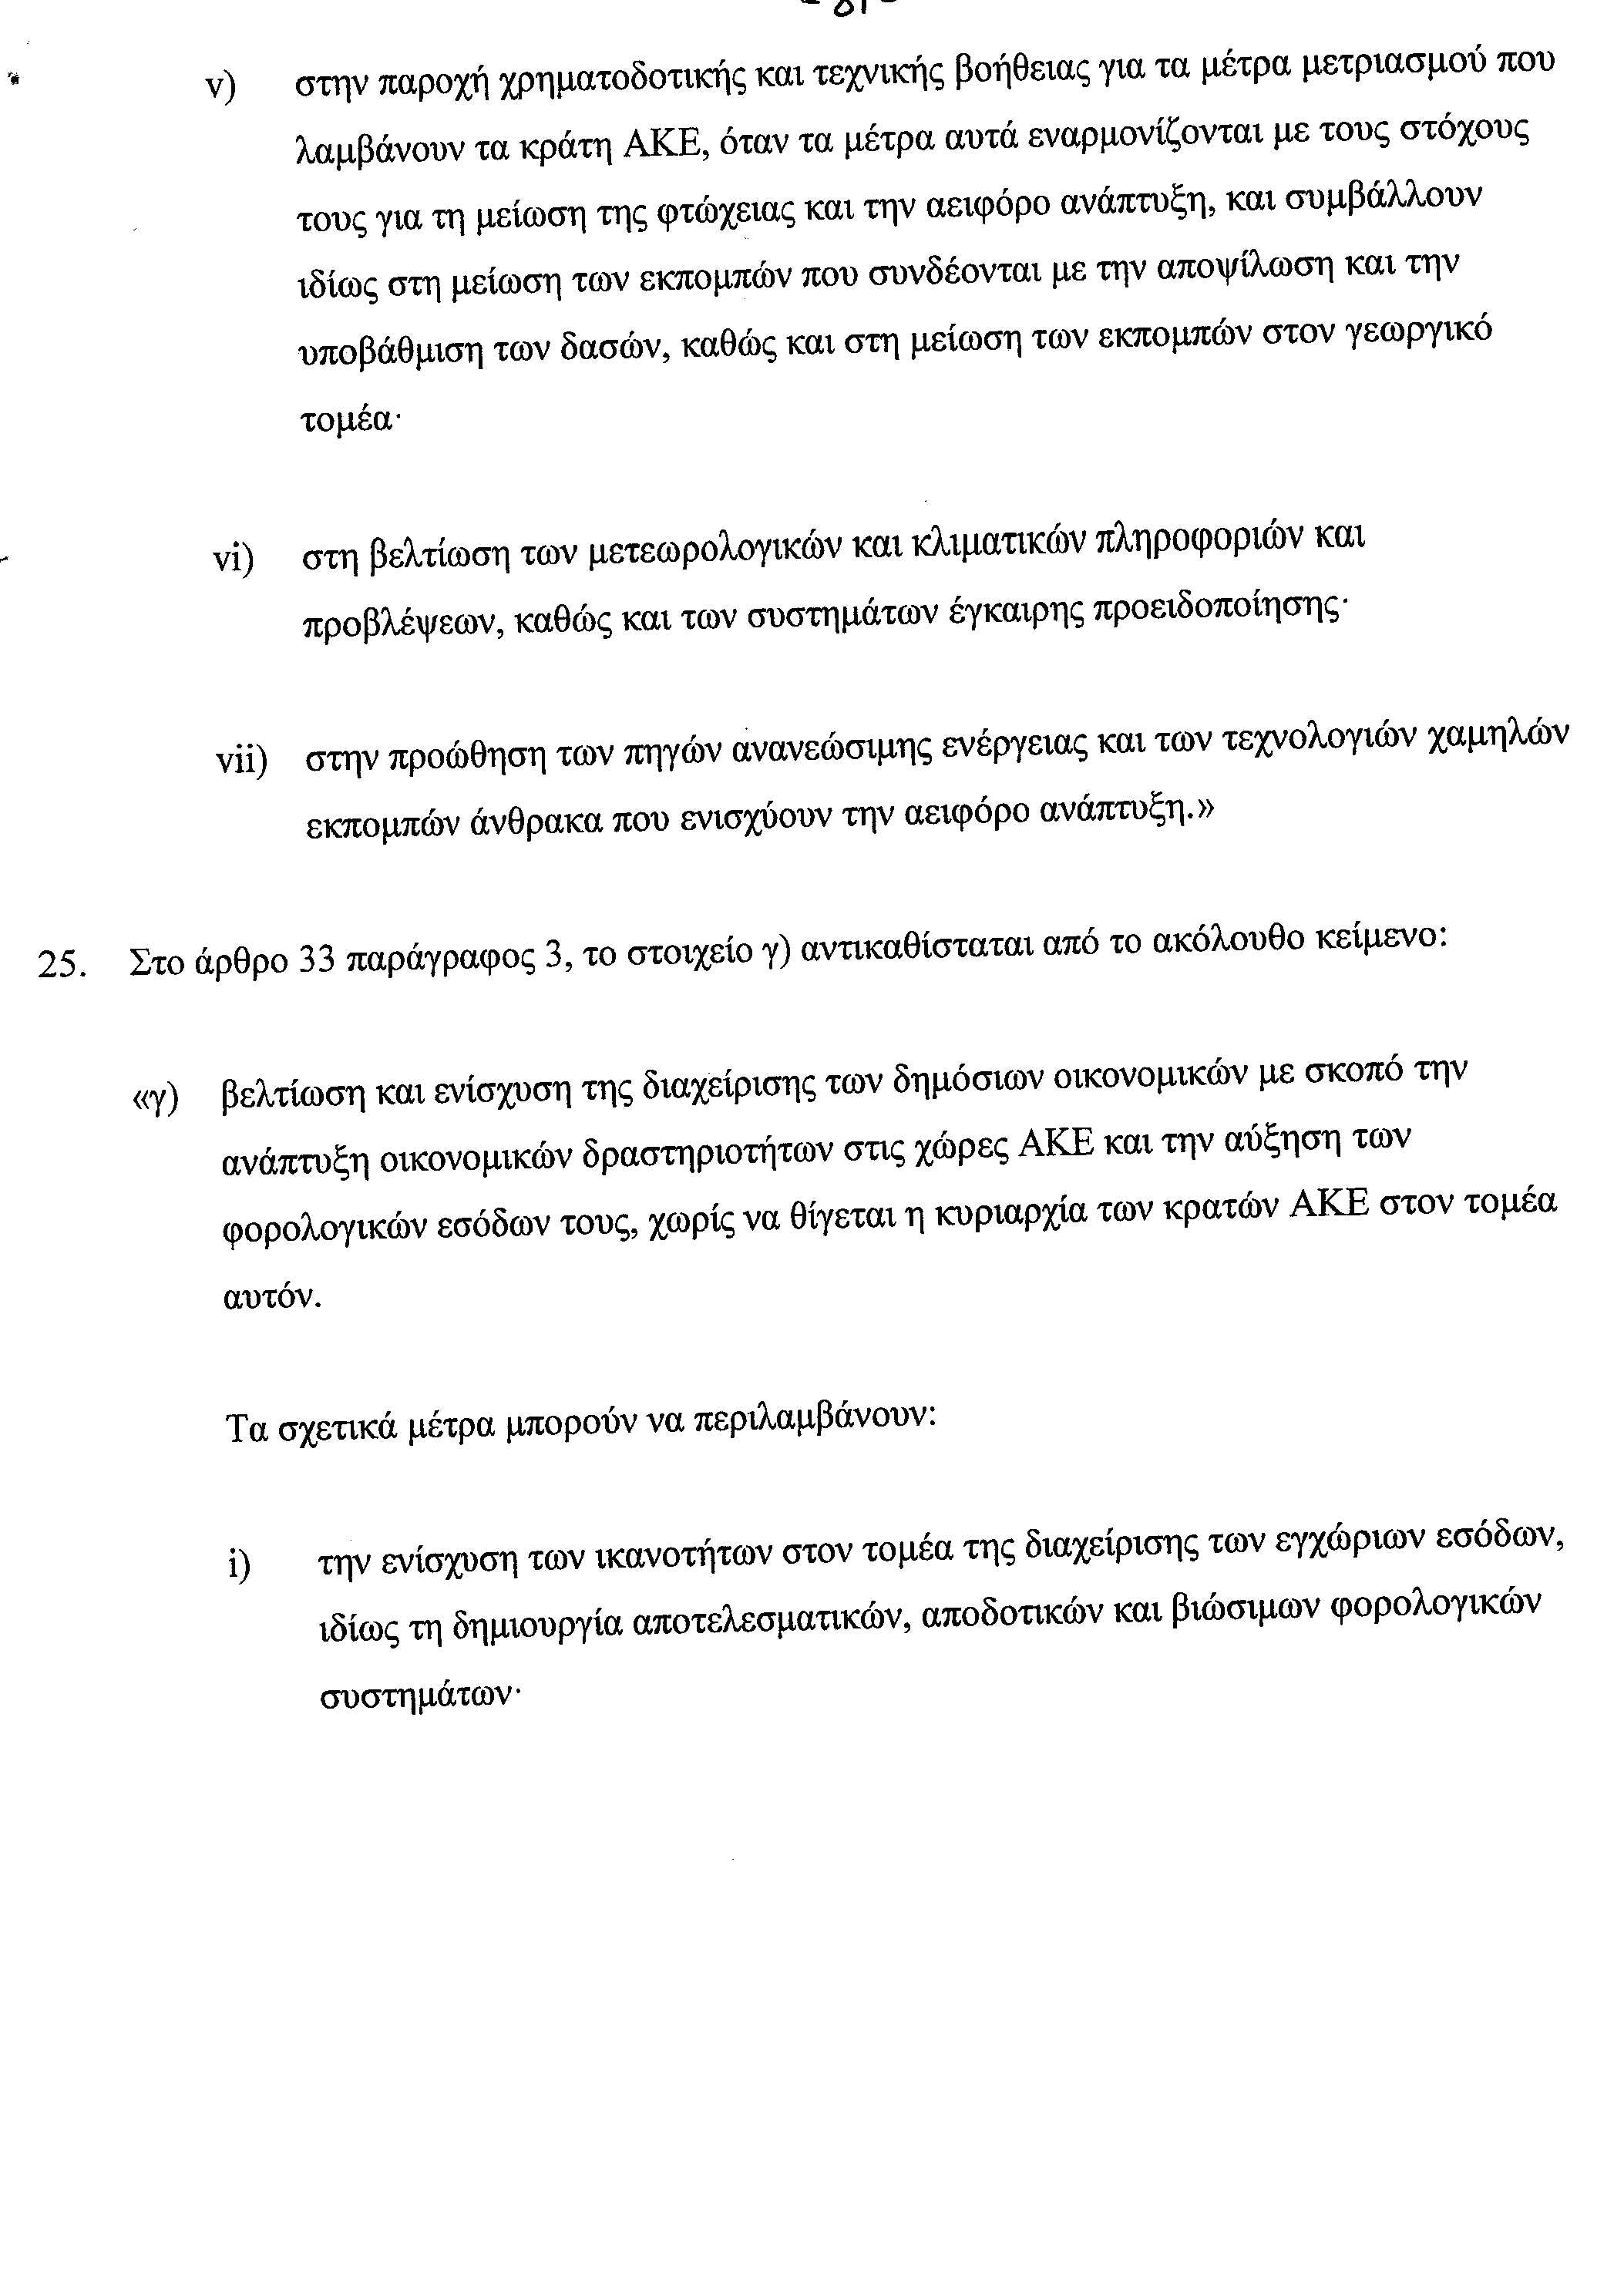 - 81 -
v) στην παροχή χρηματοδοτικής και τεχνικής βοήθειας για τα μέτρα μετριασμού που
λαμβάνουν τα κράτη ΑΚΕ, όταν τα μέτρα αυτά εναρμονίζονται με τους στόχους
τους για τη μείωση της φτώχειας και την αειφόρο ανάπτυξη, και συμβάλλουν
ιδίως στη μείωση των εκπομπών που συνδέονται με την αποψίλωση και την
υποβάθμιση των δασών, καθώς και στη μείωση των εκπομπών στον γεωργικό
τομέα·
vi) στη βελτίωση των μετεωρολογικών και κλιματικών πληροφοριών και
προβλέψεων, καθώς και των συστημάτων έγκαιρης προειδοποίησης·
vii) στην προώθηση των πηγών ανανεώσιμης ενέργειας και των τεχνολογιών χαμηλών
εκπομπών άνθρακα που ενισχύουν την αειφόρο ανάπτυξη.»
25. Στο άρθρο 33 παράγραφος 3, το στοιχείο γ) αντικαθίσταται από το ακόλουθο κείμενο:
«γ) βελτίωση και ενίσχυση της διαχείρισης των δημόσιων οικονομικών με σκοπό την
ανάπτυξη οικονομικών δραστηριοτήτων στις χώρες ΑΚΕ και την αύξηση των
φορολογικών εσόδων τους, χωρίς να θίγεται η κυριαρχία των κρατών ΑΚΕ στον τομέα
αυτόν.
Τα σχετικά μέτρα μπορούν να περιλαμβάνουν:
i) την ενίσχυση των ικανοτήτων στον τομέα της διαχείρισης των εγχώριων εσόδων,
ιδίως τη δημιουργία αποτελεσματικών, αποδοτικών και βιώσιμων φορολογικών
συστημάτων·